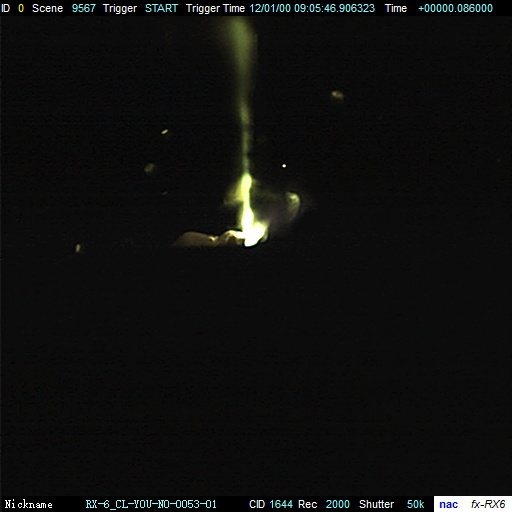 ID 0 Scene 9567 Trigger START Trigger Time 12/01/00 09:05:46.906323 Time +00000.086000
Nickname RX-6_CL-YOU-NO-0053-01 CID 1644 Rec 2000 Shutter 50k nac fx-RX6